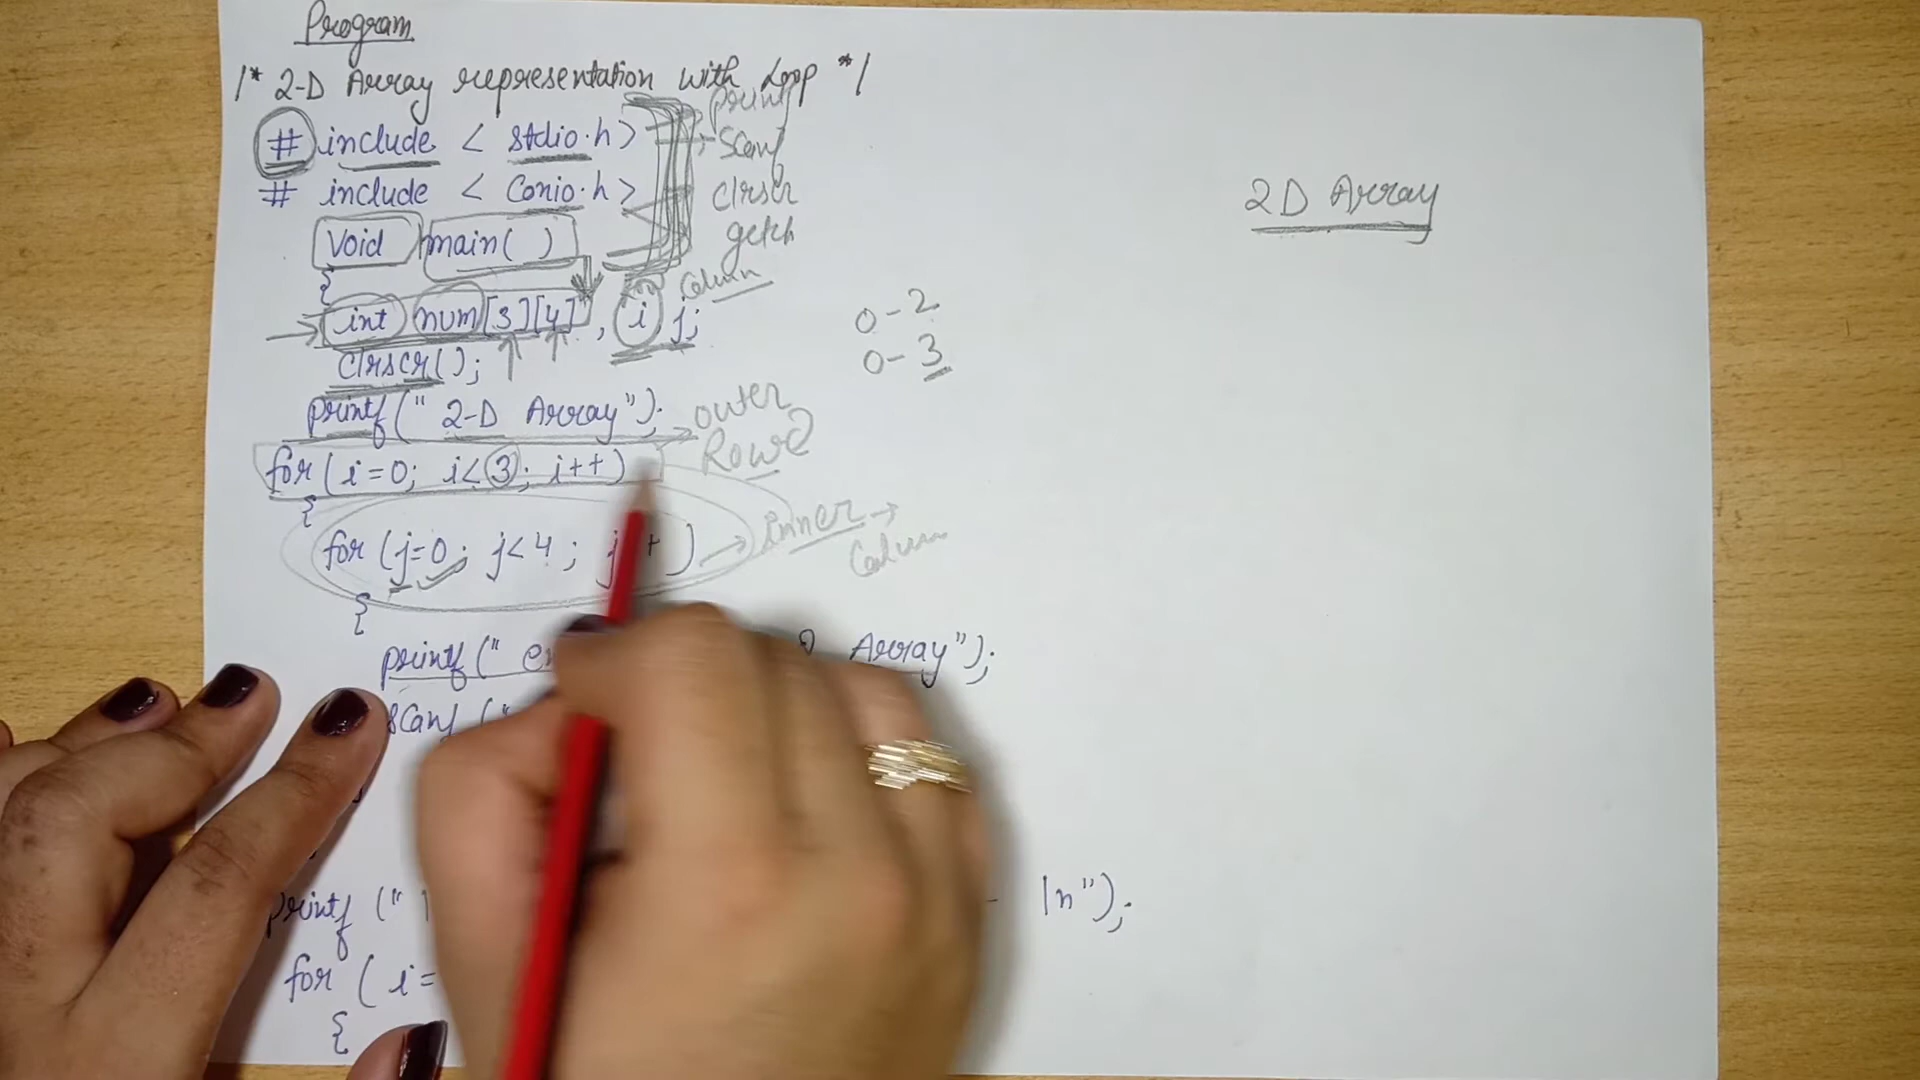 Program
/* 2-D Array representation with Loop */
# include < stdio.h>
printf
scanf
# include < conio.h>
clrscr
getch
void main( )
{
column
int num[3][4], i j;
clrscr();
printf(" 2-D Array");
outer
Rows
for( i=0; i<3; i++)
{
for (j=0; j<4; j +)
inner →
Column
{
printf(" Array");
scanf ("
printf (" \n");
for ( i=
{
2D Array
0-2
0-3